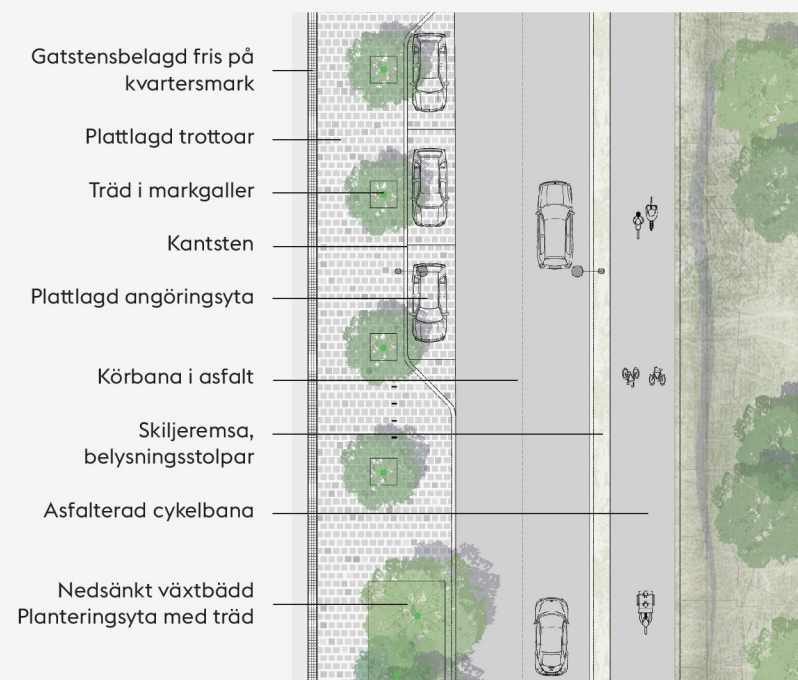 Gatstensbelagd fris på
kvartersmark
Plattlagd trottoar
Träd i markgaller
Kantsten
Plattlagd angöringsyta
Körbana i asfalt
Skiljeremsa,
belysningsstolpar
Asfalterad cykelbana
Nedsänkt växtbädd
Planteringsyta med träd